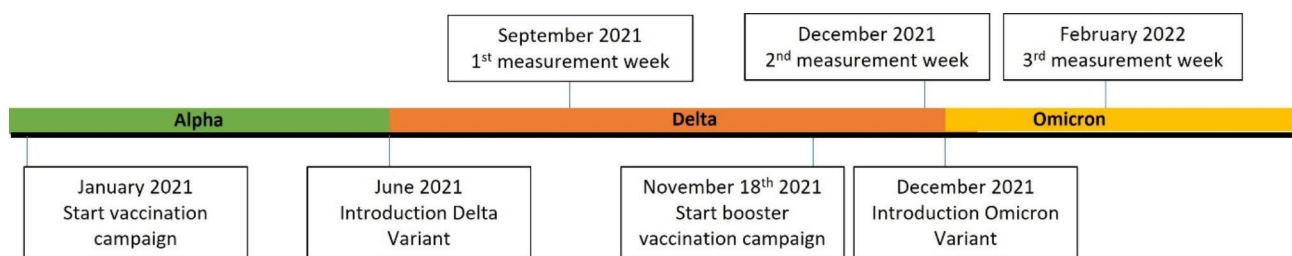 September 2021
1st measurement week
December 2021
2nd measurement week
February 2022
3rd measurement week
Alpha
Delta
Omicron
January 2021
Start vaccination
campaign
June 2021
Introduction Delta
Variant
November 18th 2021
Start booster
vaccination campaign
December 2021
Introduction Omicron
Variant